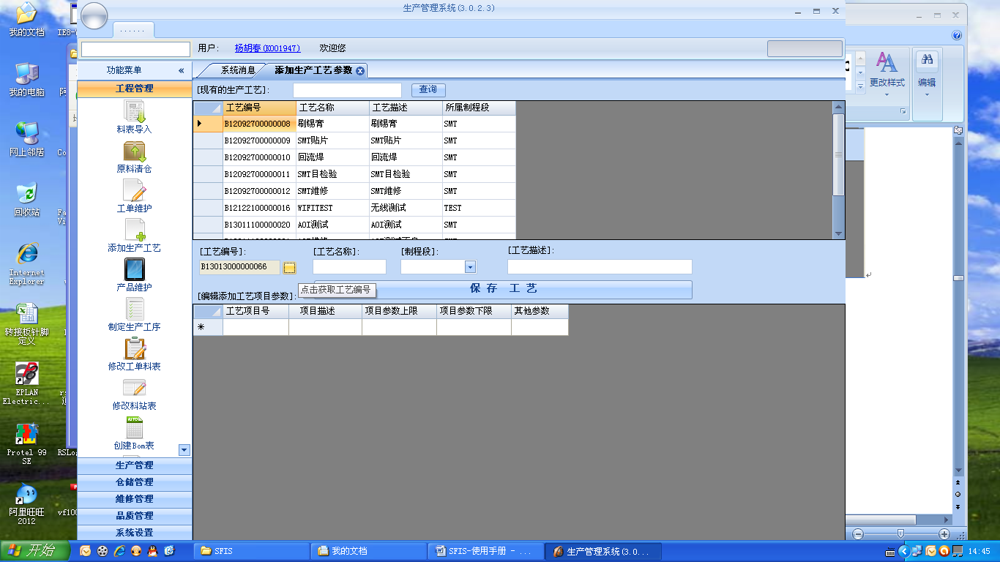 生产管理系统(3.0.2.3)
......
用户: 杨胡春(K001947) 欢迎您
功能菜单 «
工程管理
料表导入
原料清仓
工单维护
添加生产工艺
产品维护
制定生产工序
修改工单料表
修改料站表
创建Bom表
生产管理
仓储管理
维修管理
品质管理
系统设置
系统消息 添加生产工艺参数
[现有的生产工艺]: 查询
工艺编号 工艺名称 工艺描述 所属制程段
B12092700000008 刷锡膏 刷锡膏 SMT
B12092700000009 SMT贴片 SMT贴片 SMT
B12092700000010 回流焊 回流焊 SMT
B12092700000011 SMT目检验 SMT目检验 SMT
B12092700000012 SMT维修 SMT维修 SMT
B12122100000016 WIFITEST 无线测试 TEST
B13011100000020 AOI测试 AOI测试 SMT
[工艺编号]: [工艺名称]: [制程段]: [工艺描述]:
B13013000000066
点击获取工艺编号
保 存 工 艺
[编辑添加工艺项目参数]:
工艺项目号 项目描述 项目参数上限 项目参数下限 其他参数
我的文档
我的电脑
网上邻居
回收站
Internet
Explorer
转接板针脚
定义
EPLAN
Electric...
Protel 99
SE
阿里旺旺
2012
更改样式
编辑
开始
SFIS
我的文档
SFIS-使用手册 - ...
生产管理系统(3.0...
14:45